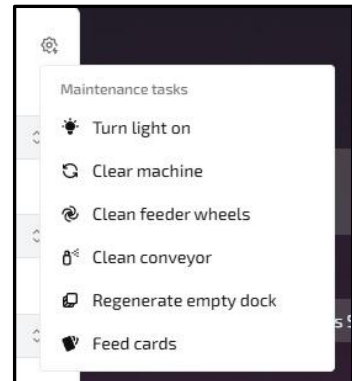 Maintenance tasks
Turn light on
Clear machine
Clean feeder wheels
Clean conveyor
Regenerate empty dock
Feed cards